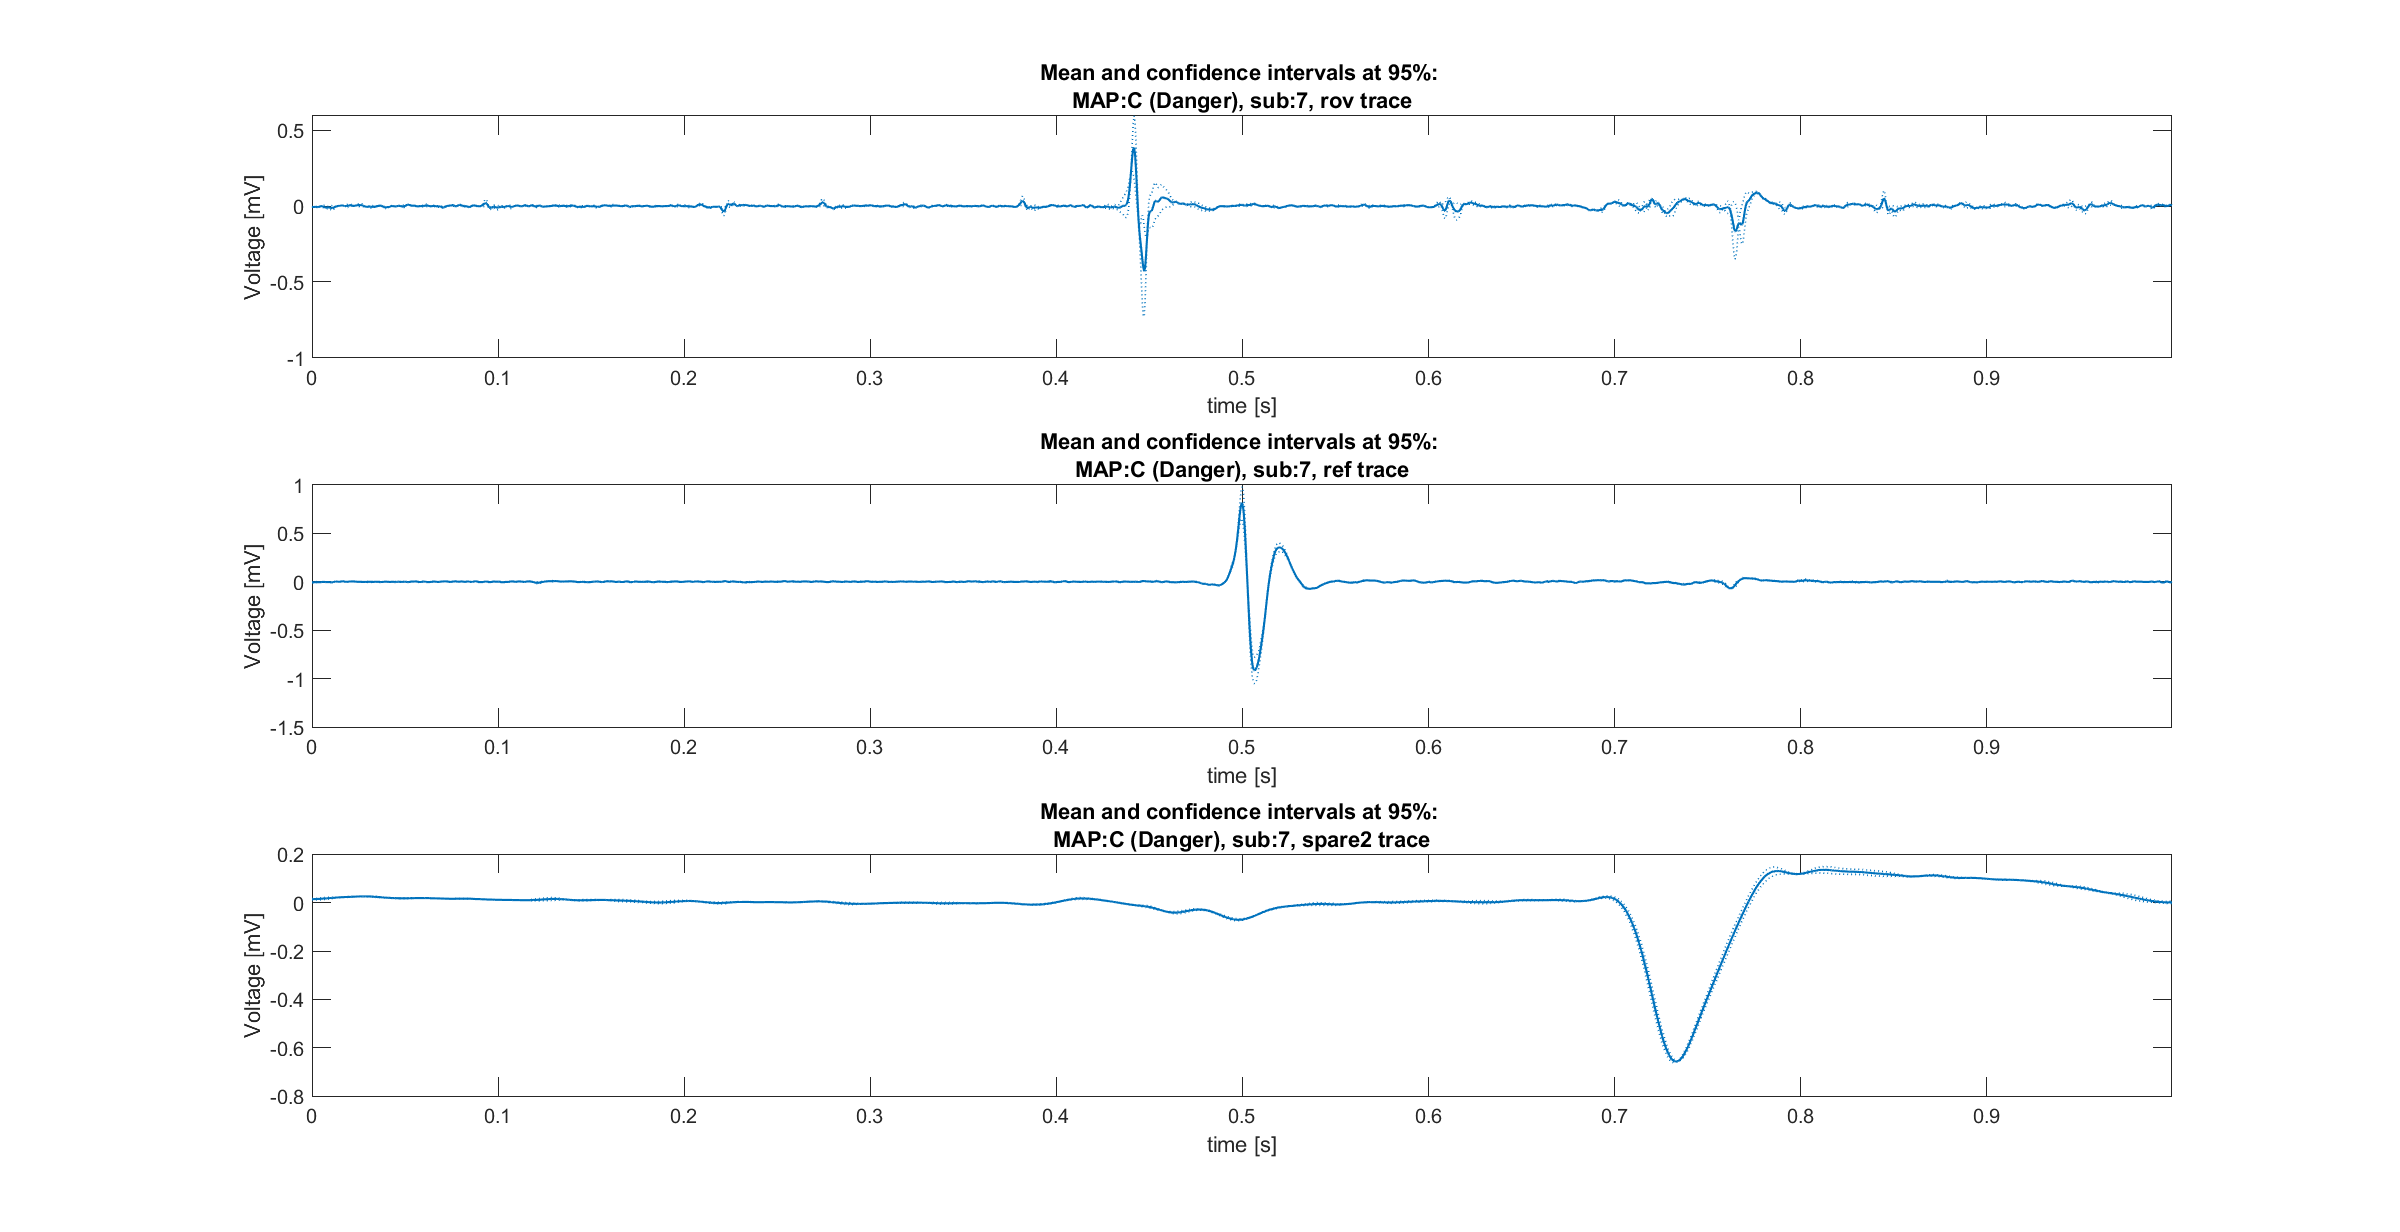 Mean and confidence intervals at 95%:
MAP:C (Danger), sub:7, rov trace
Voltage [mV]
0.5
0
-0.5
-1
0 0.1 0.2 0.3 0.4 0.5 0.6 0.7 0.8 0.9
time [s]
Mean and confidence intervals at 95%:
MAP:C (Danger), sub:7, ref trace
Voltage [mV]
1
0.5
0
-0.5
-1
-1.5
0 0.1 0.2 0.3 0.4 0.5 0.6 0.7 0.8 0.9
time [s]
Mean and confidence intervals at 95%:
MAP:C (Danger), sub:7, spare2 trace
Voltage [mV]
0.2
0
-0.2
-0.4
-0.6
-0.8
0 0.1 0.2 0.3 0.4 0.5 0.6 0.7 0.8 0.9
time [s]